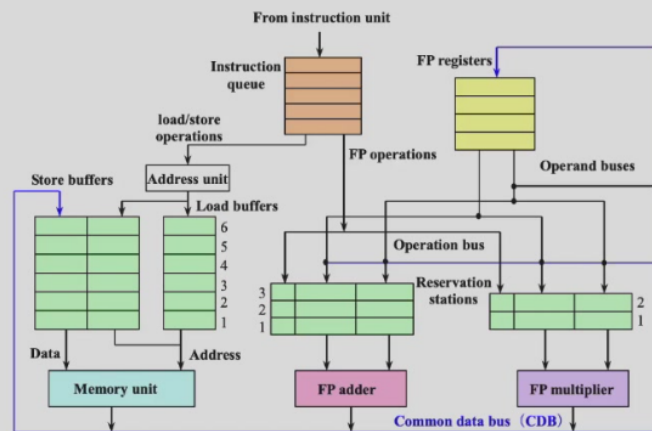 From instruction unit
Instruction
queue
FP registers
load/store
operations
FP operations
Operand buses
Store buffers
Address unit
Load buffers
6
5
4
3
2
1
Operation bus
Reservation
stations
3
2
1
2
1
Data
Address
Memory unit
FP adder
FP multiplier
Common data bus（CDB）